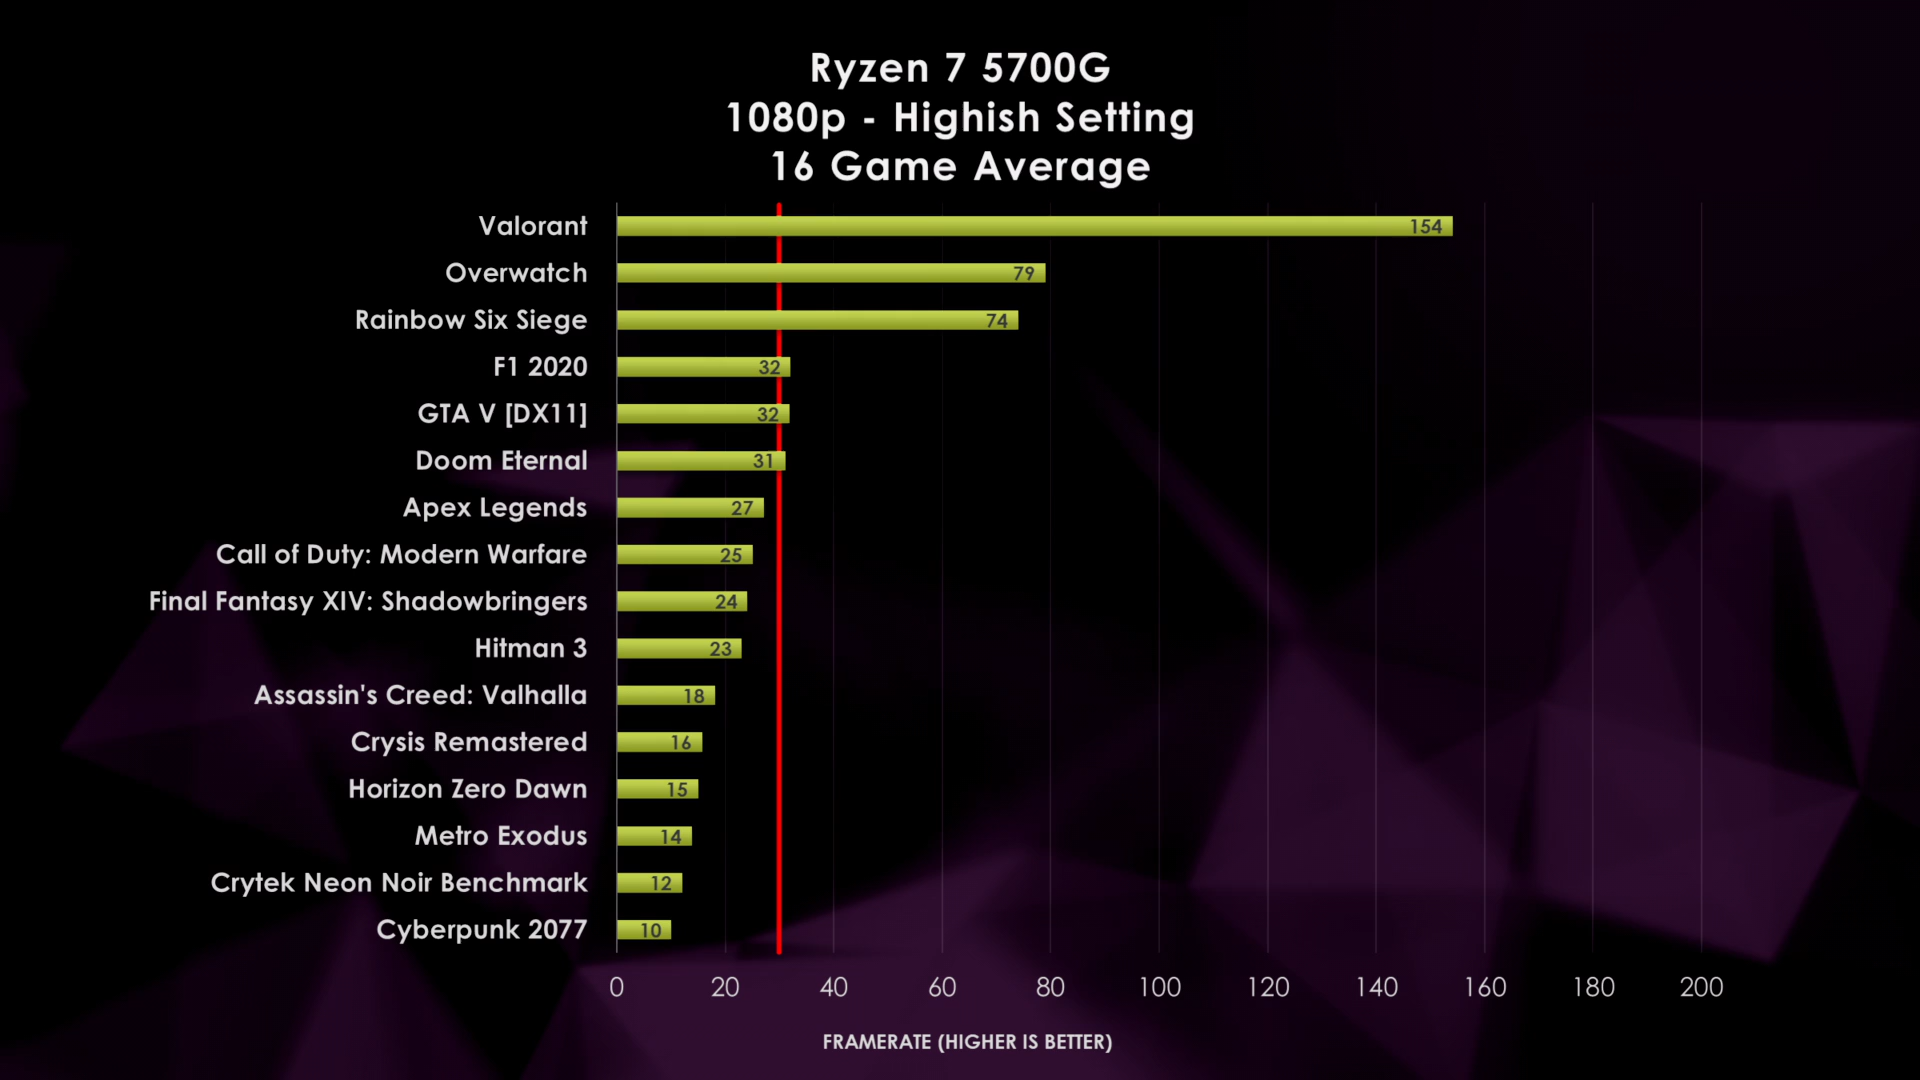 Ryzen 7 5700G
1080p - Highish Setting
16 Game Average
Valorant 154
Overwatch 79
Rainbow Six Siege 74
F1 2020 32
GTA V [DX11] 32
Doom Eternal 31
Apex Legends 27
Call of Duty: Modern Warfare 25
Final Fantasy XIV: Shadowbringers 24
Hitman 3 23
Assassin's Creed: Valhalla 18
Crysis Remastered 16
Horizon Zero Dawn 15
Metro Exodus 14
Crytek Neon Noir Benchmark 12
Cyberpunk 2077 10
0 20 40 60 80 100 120 140 160 180 200
FRAMERATE (HIGHER IS BETTER)